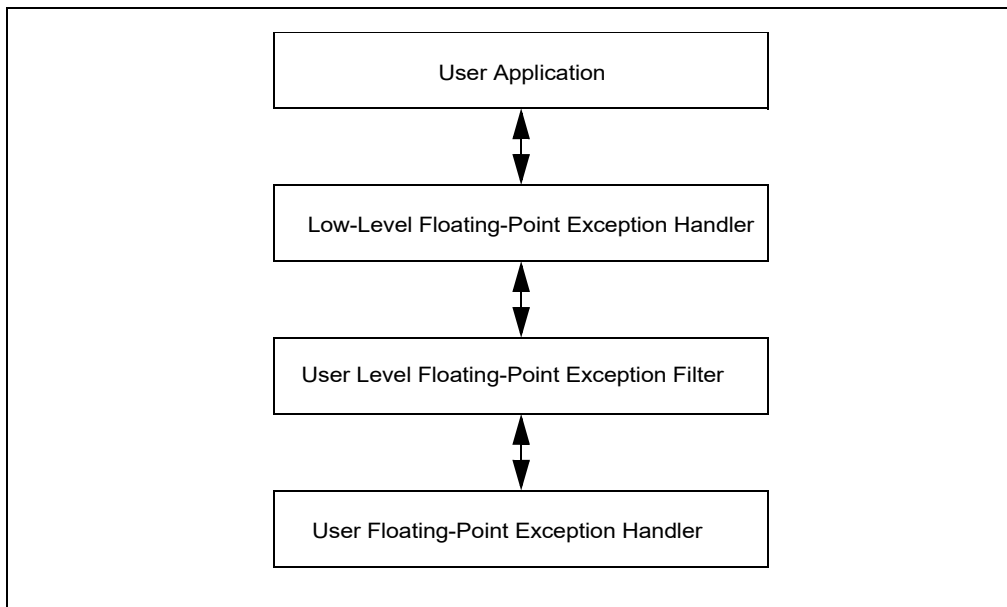 User Application
Low-Level Floating-Point Exception Handler
User Level Floating-Point Exception Filter
User Floating-Point Exception Handler